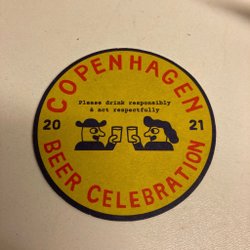 COPENHAGEN
Please drink responsibly
& act respectfully
20 21
BEER CELEBRATION